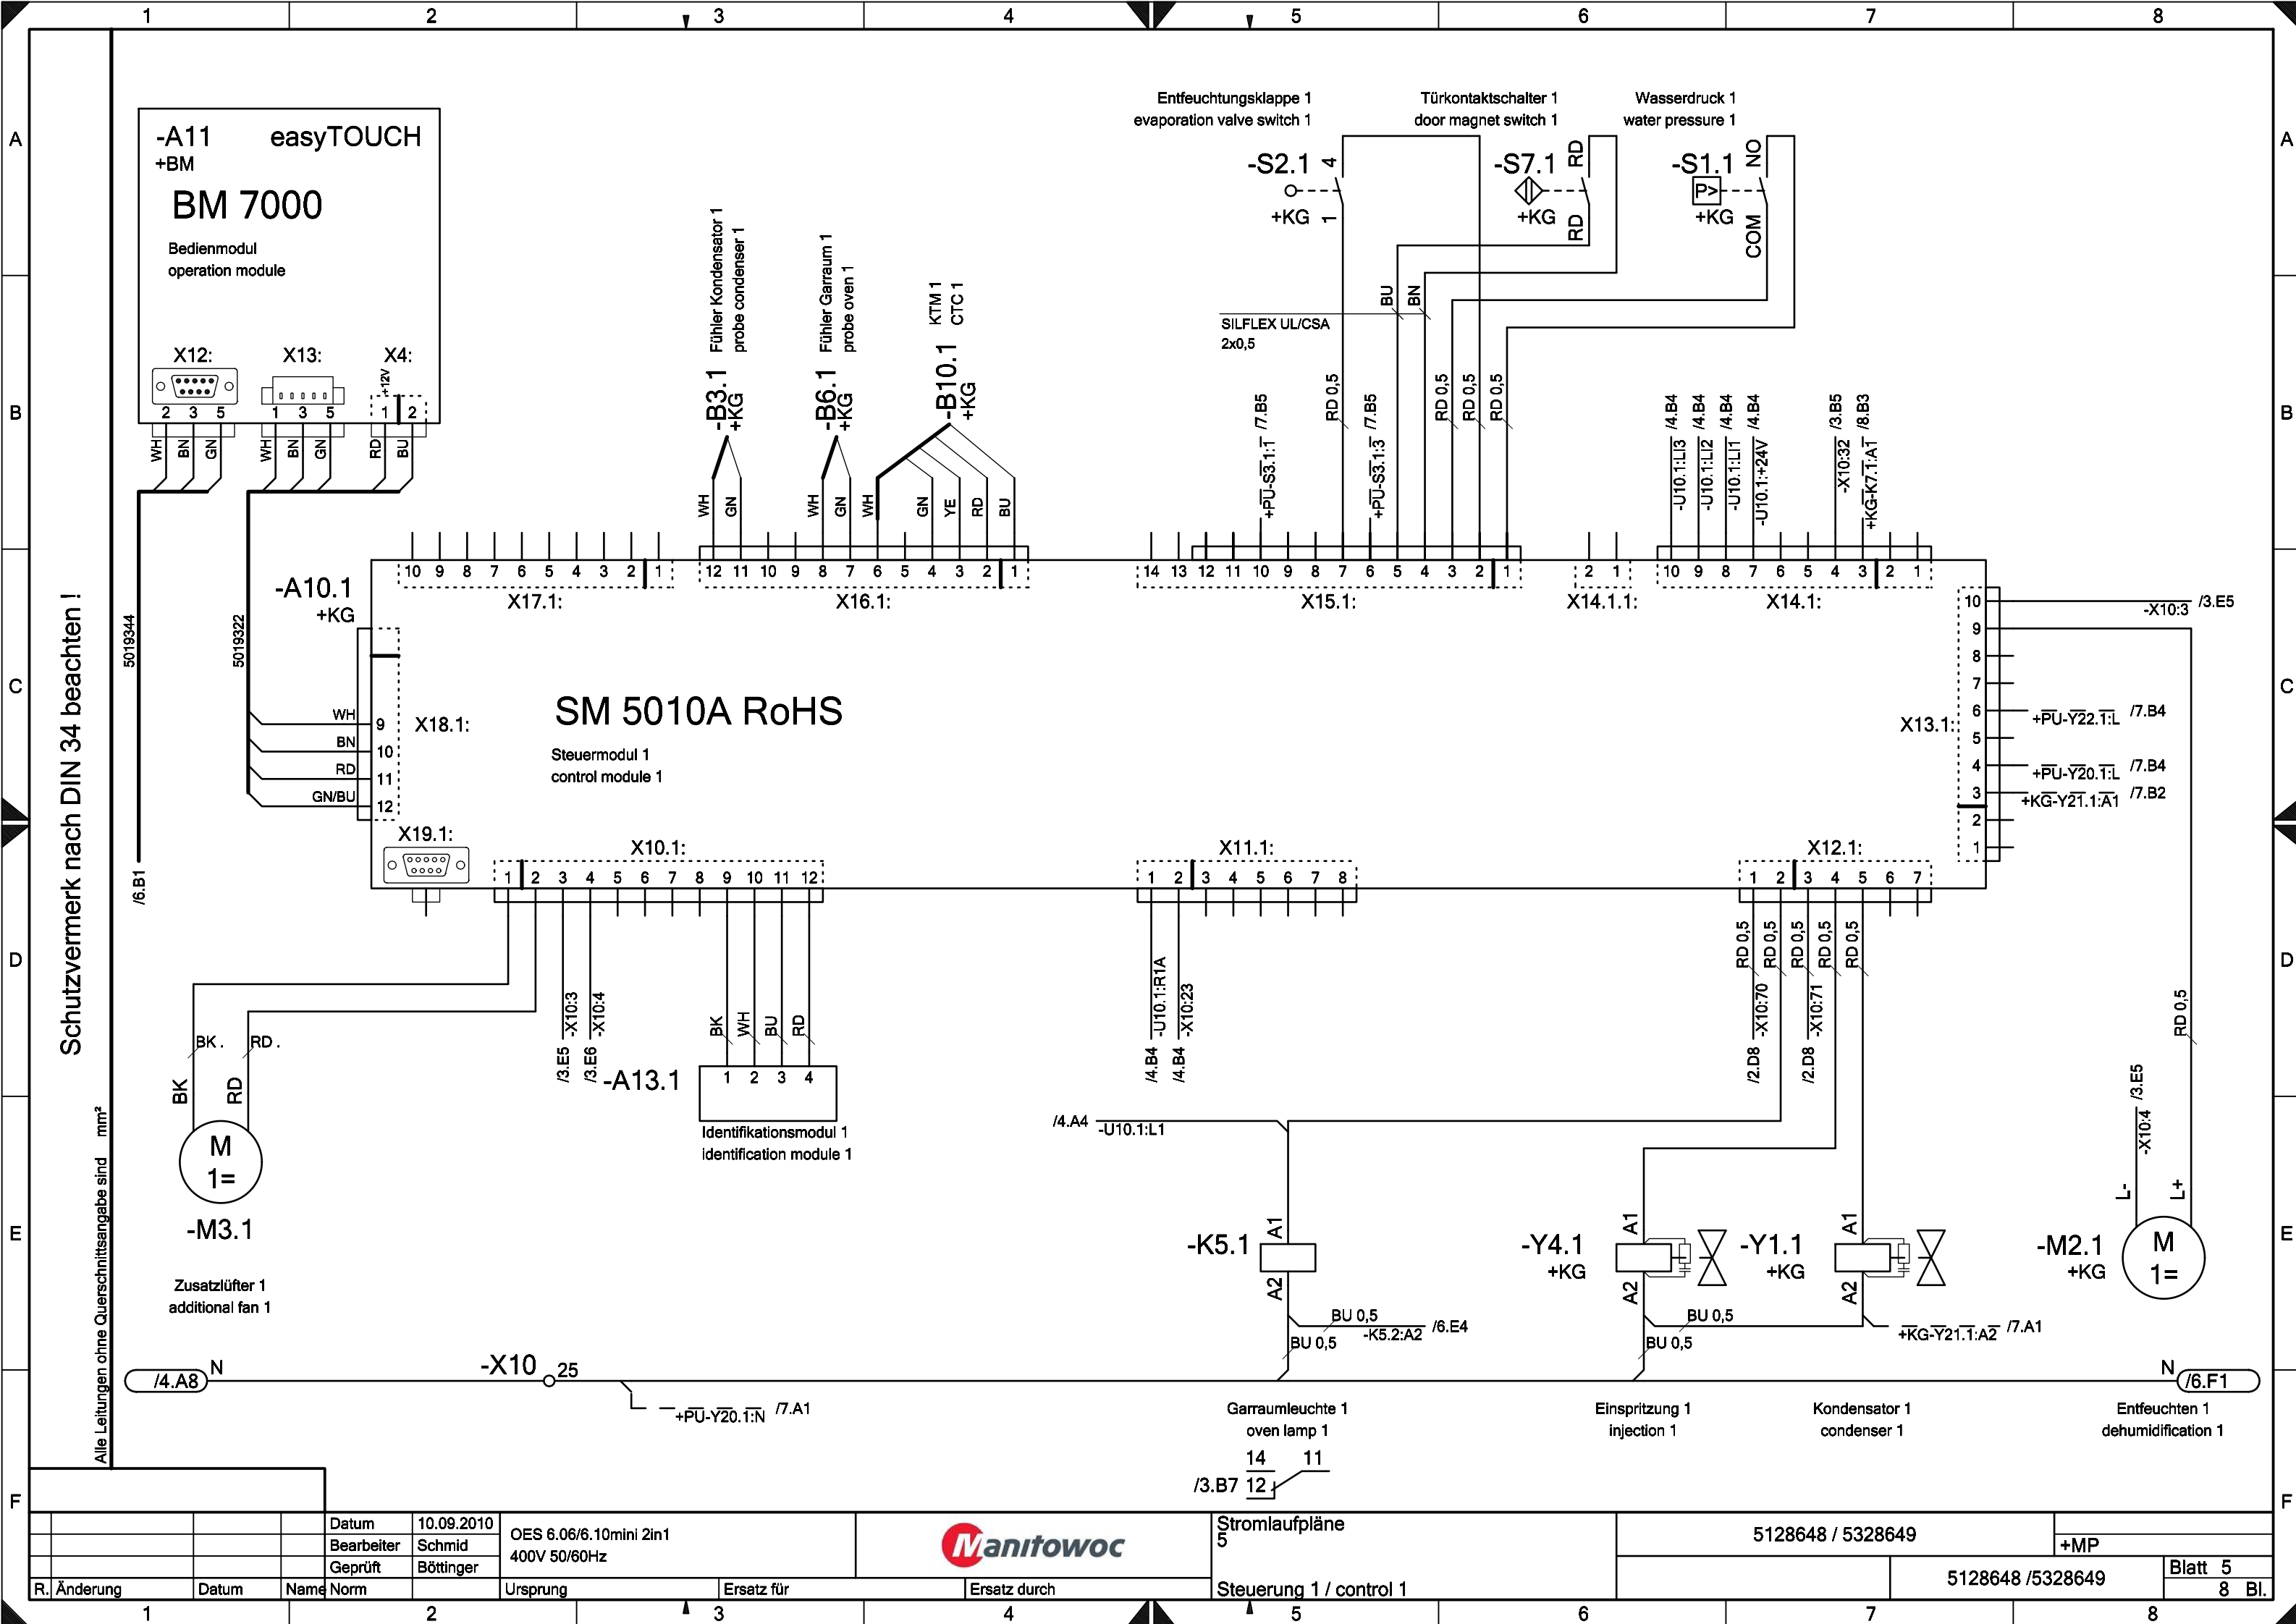 1 2 3 4 5 6 7 8
A
B
C
D
E
F
Schutzvermerk nach DIN 34 beachten !
Alle Leitungen ohne Querschnittsangabe sind mm²
-A11 easyTOUCH
+BM
BM 7000
Bedienmodul
operation module
X12: X13: X4:
+12V
2 3 5 1 3 5 1 2
WH BN GN WH BN GN RD BU
5019344
5019322
/6.B1
Fühler Kondensator 1
probe condenser 1
-B3.1
+KG
WH GN
Fühler Garraum 1
probe oven 1
-B6.1
+KG
WH GN
KTM 1
CTC 1
-B10.1
+KG
WH GN YE RD BU
Entfeuchtungsklappe 1
evaporation valve switch 1
-S2.1
+KG
4
1
Türkontaktschalter 1
door magnet switch 1
-S7.1
+KG
RD
RD
Wasserdruck 1
water pressure 1
-S1.1
P>
+KG
NO
COM
BU BN
SILFLEX UL/CSA
2x0,5
+PU-S3.1:1 /7.B5
RD 0,5
+PU-S3.1:3 /7.B5
RD 0,5
RD 0,5
RD 0,5
-U10.1:LI3 /4.B4
-U10.1:LI2 /4.B4
-U10.1:LI1 /4.B4
-U10.1:+24V /4.B4
-X10:32 /3.B5
+KG-K7.1:A1 /8.B3
-A10.1
+KG
10 9 8 7 6 5 4 3 2 1
X17.1:
12 11 10 9 8 7 6 5 4 3 2 1
X16.1:
14 13 12 11 10 9 8 7 6 5 4 3 2 1
X15.1:
2 1
X14.1.1:
10 9 8 7 6 5 4 3 2 1
X14.1:
SM 5010A RoHS
Steuermodul 1
control module 1
X18.1:
WH 9
BN 10
RD 11
GN/BU 12
X19.1:
X13.1:
10 -X10:3 /3.E5
9
8
7
6 +PU-Y22.1:L /7.B4
5
4 +PU-Y20.1:L /7.B4
3 +KG-Y21.1:A1 /7.B2
2
1
X10.1:
1 2 3 4 5 6 7 8 9 10 11 12
X11.1:
1 2 3 4 5 6 7 8
X12.1:
1 2 3 4 5 6 7
BK . RD .
BK RD
M
1=
-M3.1
Zusatzlüfter 1
additional fan 1
/3.E5 -X10:3
/3.E6 -X10:4
BK WH BU RD
-A13.1
1 2 3 4
Identifikationsmodul 1
identification module 1
/4.B4 -U10.1:R1A
/4.B4 -X10:23
RD 0,5 RD 0,5 RD 0,5 RD 0,5 RD 0,5
/2.D8 -X10:70
/2.D8 -X10:71
RD 0,5
/4.A4 -U10.1:L1
-K5.1
A1
A2
BU 0,5
-K5.2:A2 /6.E4
BU 0,5
-Y4.1
+KG
A1
A2
BU 0,5
BU 0,5
-Y1.1
+KG
A1
A2
+KG-Y21.1:A2 /7.A1
-X10:4 /3.E5
L- L+
-M2.1
+KG
M
1=
/4.A8 N
-X10 25
+PU-Y20.1:N /7.A1
N /6.F1
Garraumleuchte 1
oven lamp 1
14 11
/3.B7 12
Einspritzung 1
injection 1
Kondensator 1
condenser 1
Entfeuchten 1
dehumidification 1
Datum 10.09.2010
Bearbeiter Schmid
Geprüft Böttinger
R. Änderung Datum Name Norm
OES 6.06/6.10mini 2in1
400V 50/60Hz
Ursprung Ersatz für Ersatz durch
Manitowoc
Stromlaufpläne
5
Steuerung 1 / control 1
5128648 / 5328649
+MP
5128648 /5328649
Blatt 5
8 Bl.
A
B
C
D
E
F
1 2 3 4 5 6 7 8